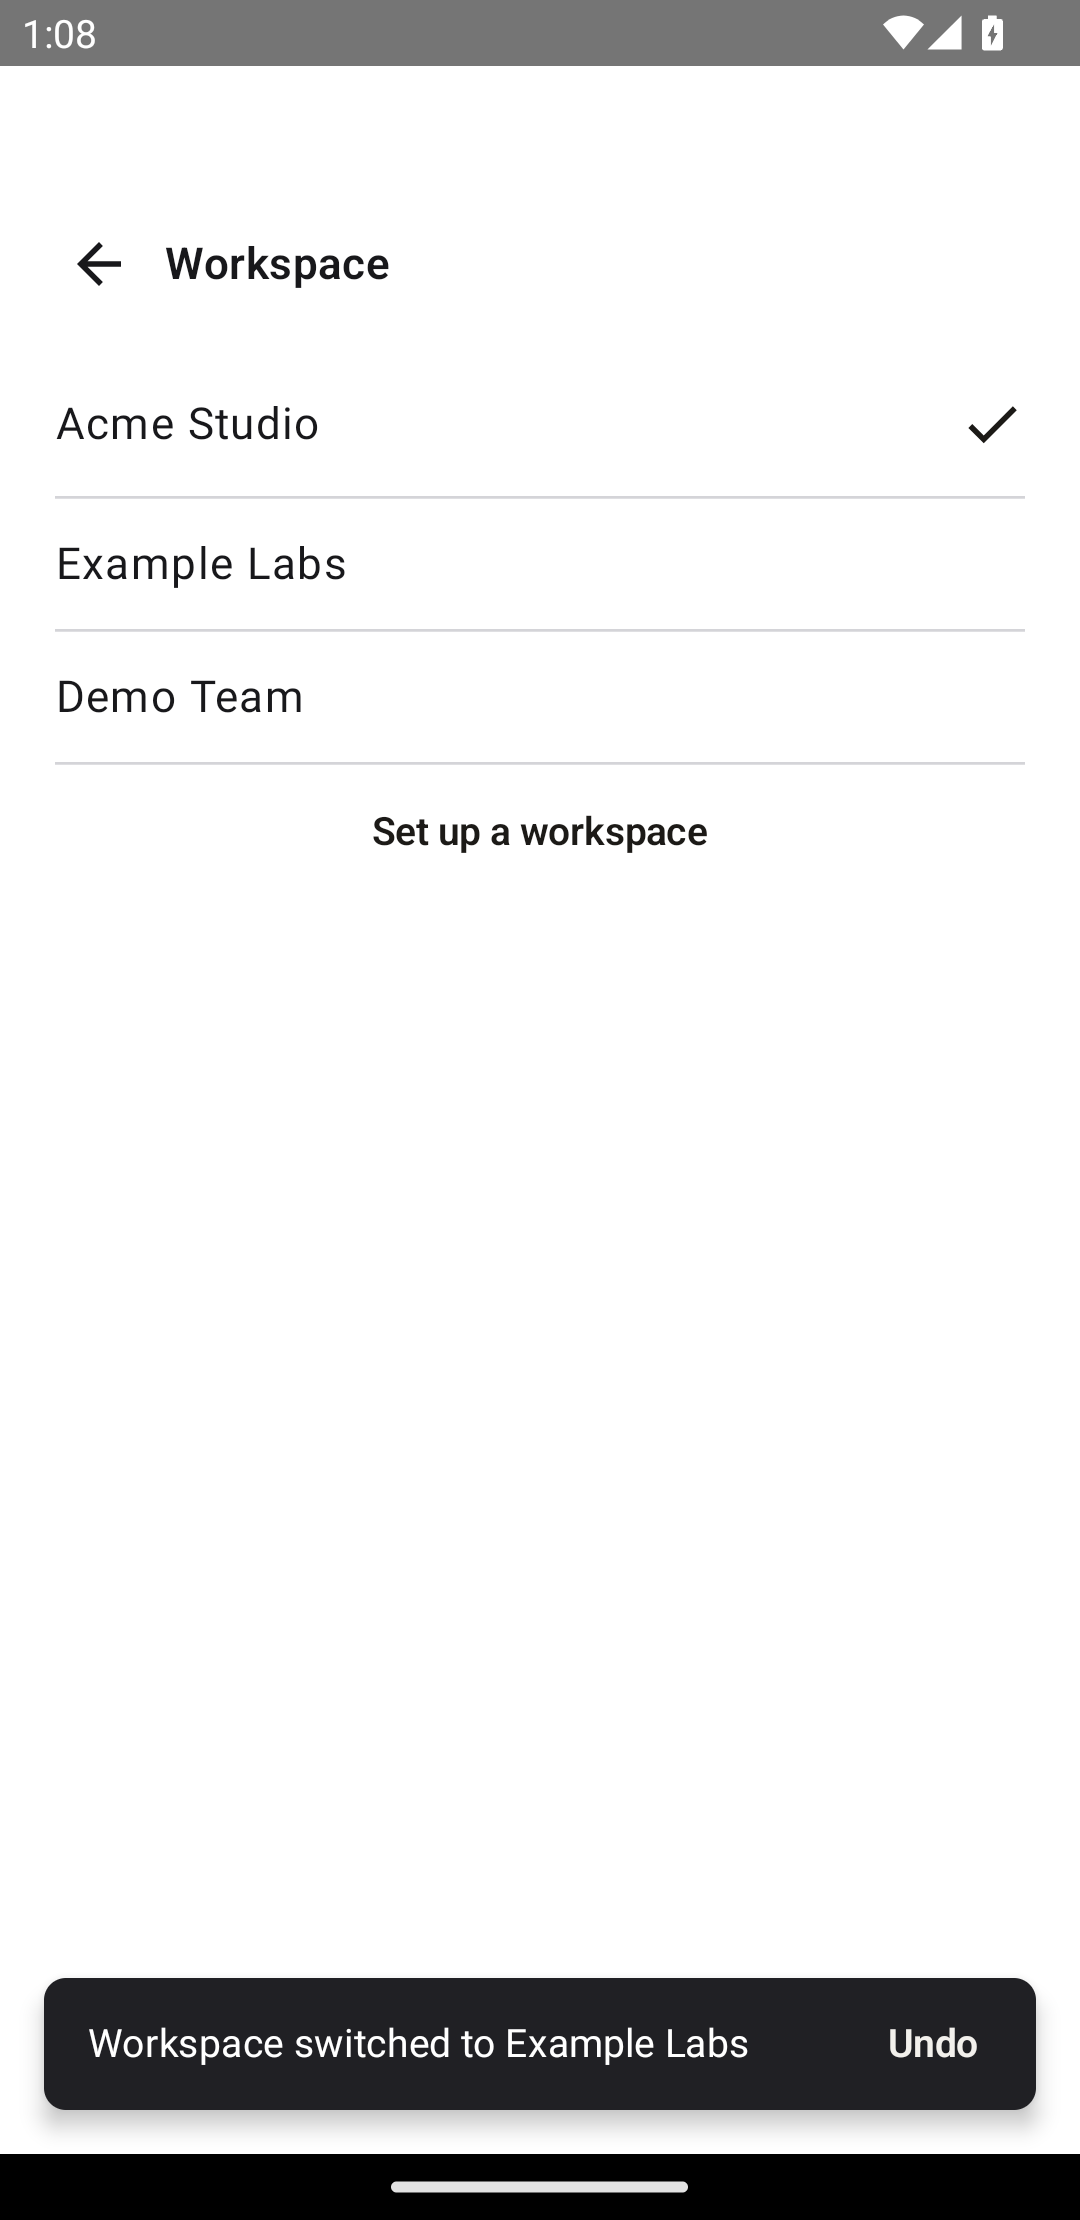 1:08
Workspace
Acme Studio
Example Labs
Demo Team
Set up a workspace
Workspace switched to Example Labs
Undo